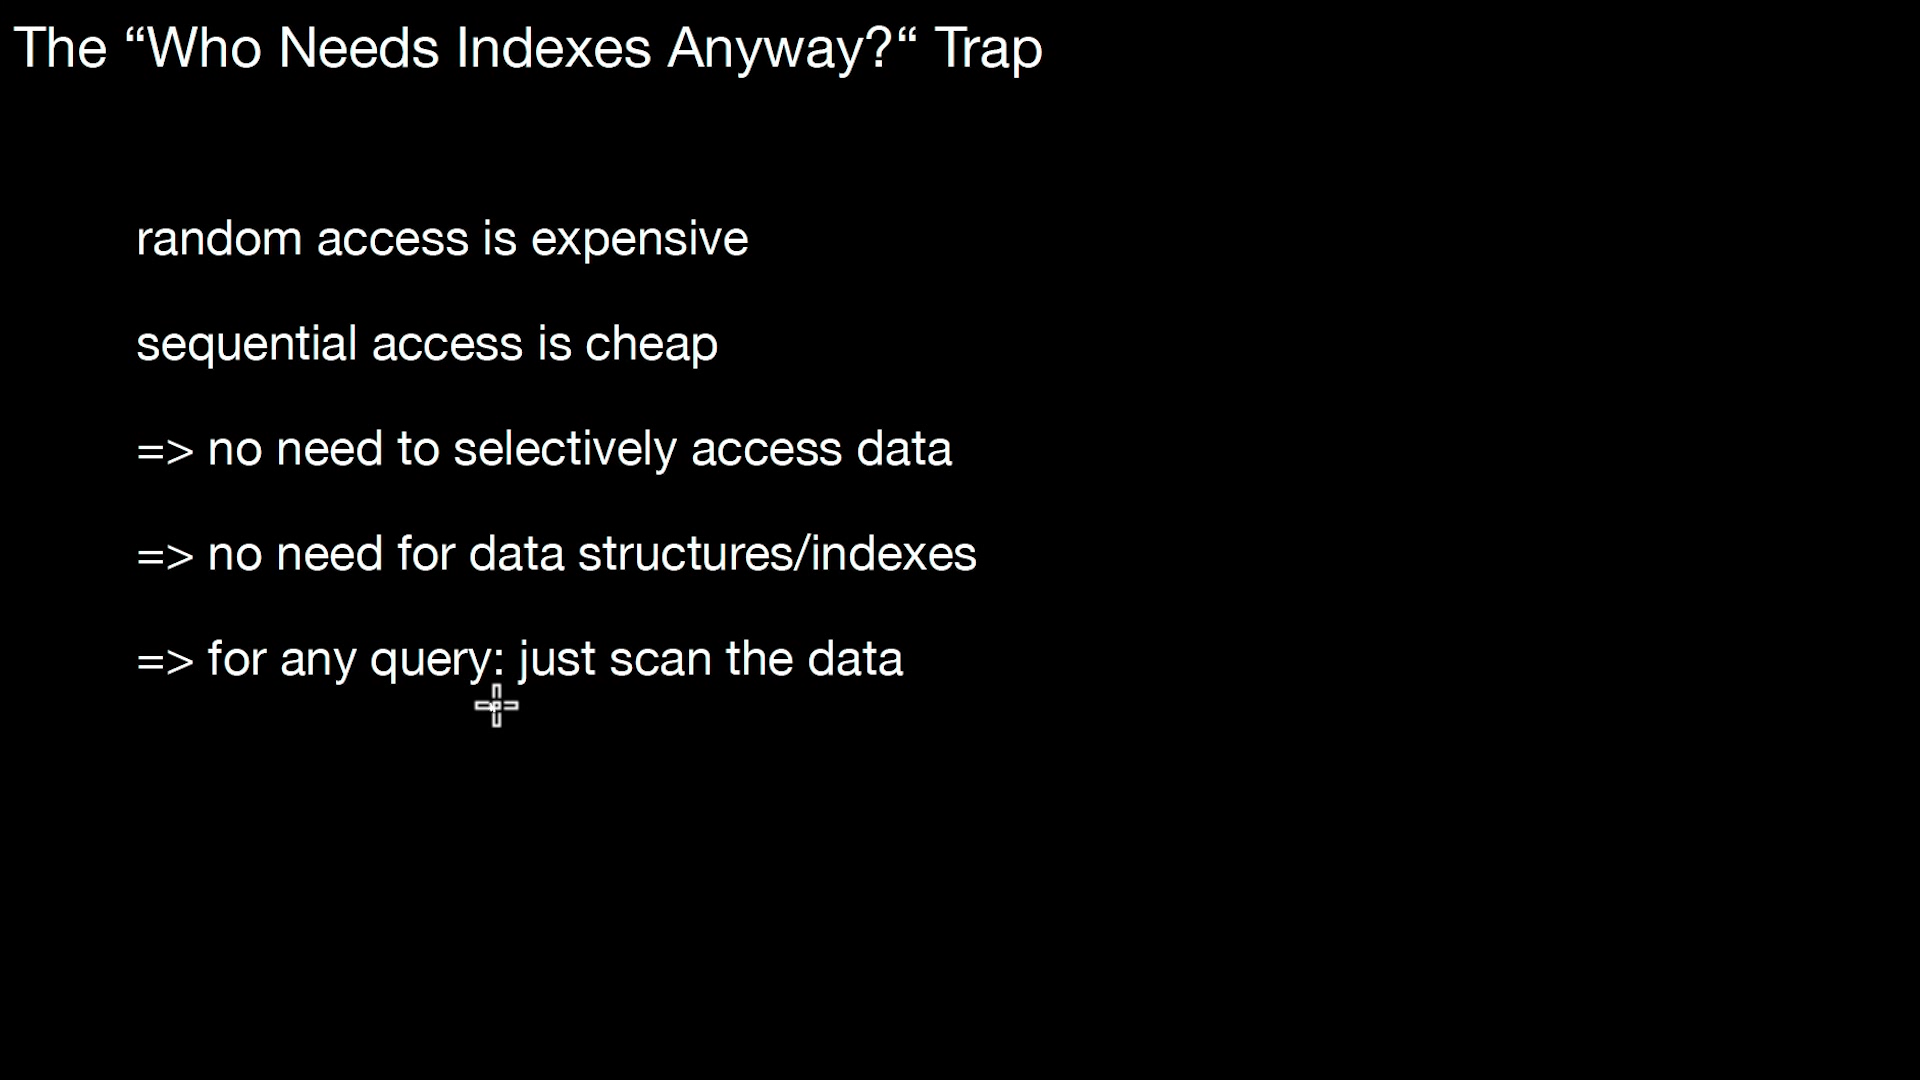 The “Who Needs Indexes Anyway?“ Trap
random access is expensive
sequential access is cheap
=> no need to selectively access data
=> no need for data structures/indexes
=> for any query: just scan the data